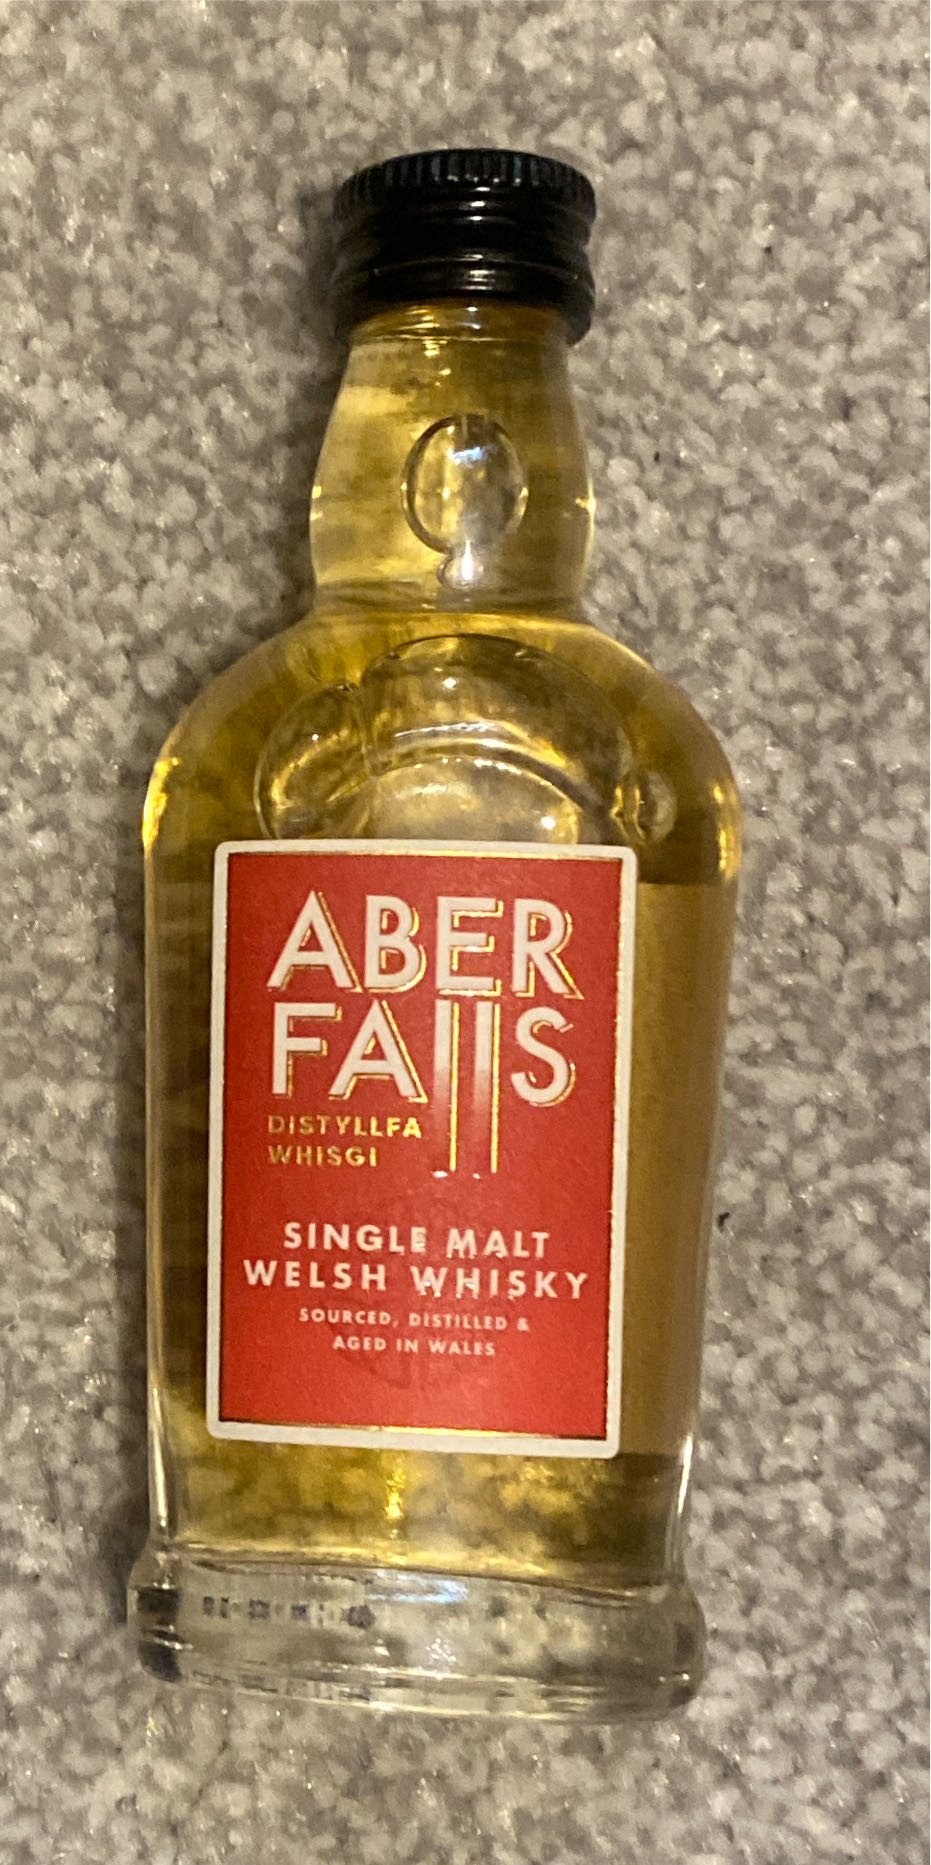 ABER
FAllS
DISTYLLFA
WHISGI
SINGLE MALT
WELSH WHISKY
SOURCED, DISTILLED &
AGED IN WALES